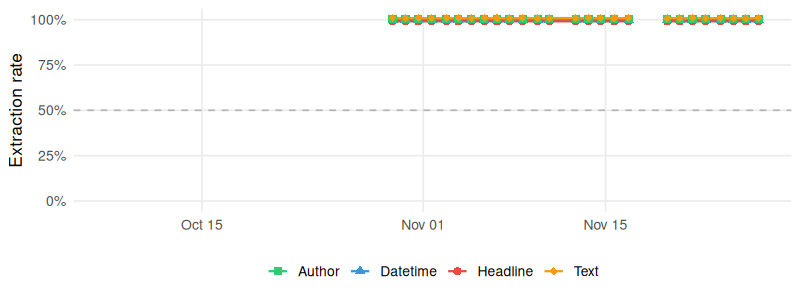 Extraction rate
100%
75%
50%
25%
0%
Oct 15 Nov 01 Nov 15
Author Datetime Headline Text